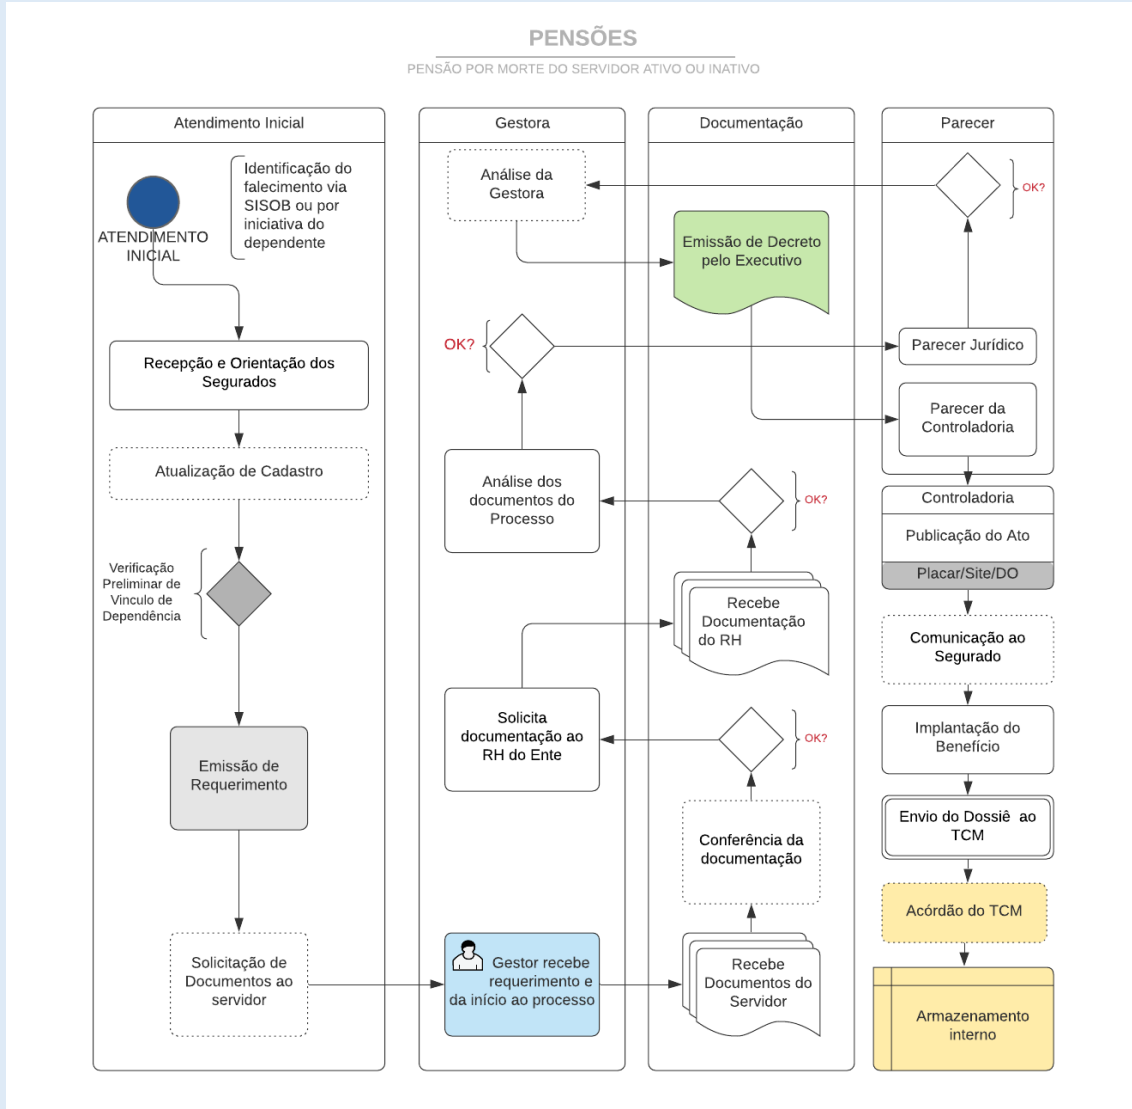 PENSÕES
PENSÃO POR MORTE DO SERVIDOR ATIVO OU INATIVO
Atendimento Inicial
Identificação do
falecimento via
SISOB ou por
iniciativa do
dependente
ATENDIMENTO
INICIAL
Recepção e Orientação dos
Segurados
Atualização de Cadastro
Verificação
Preliminar de
Vinculo de
Dependência
Emissão de
Requerimento
Solicitação de
Documentos ao
servidor
Gestora
Análise da
Gestora
OK?
Análise dos
documentos do
Processo
Solicita
documentação ao
RH do Ente
Gestor recebe
requerimento e
da início ao processo
Documentação
Emissão de Decreto
pelo Executivo
OK?
Recebe
Documentação
do RH
OK?
Conferência da
documentação
Recebe
Documentos do
Servidor
Parecer
OK?
Parecer Jurídico
Parecer da
Controladoria
Controladoria
Publicação do Ato
Placar/Site/DO
Comunicação ao
Segurado
Implantação do
Benefício
Envio do Dossiê ao
TCM
Acórdão do TCM
Armazenamento
interno